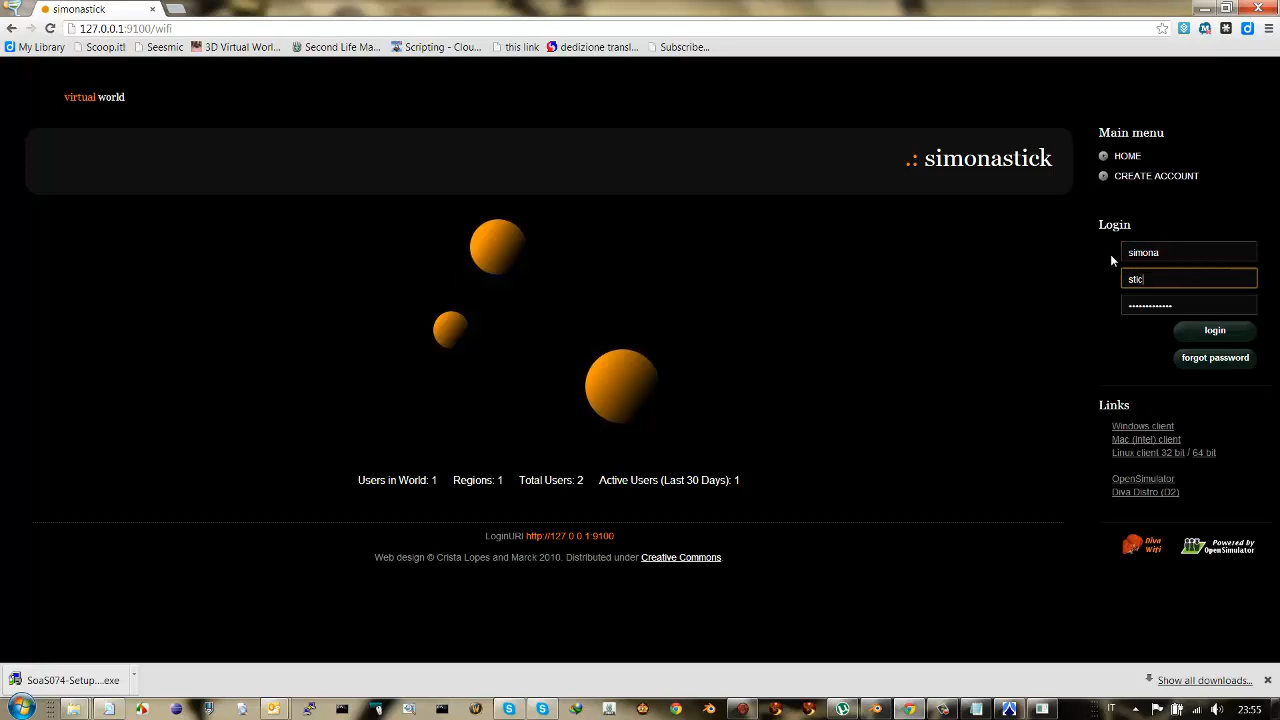 simonastick
127.0.0.1:9100/wifi
My Library Scoop.it! Seesmic 3D Virtual Worl... Second Life Ma... Scripting - Clou... this link dedizione transl... Subscribe...
virtual world
.: simonastick
Main menu
HOME
CREATE ACCOUNT
Login
simona
stic
•••••••••••••
login
forgot password
Links
Windows client
Mac (Intel) client
Linux client 32 bit / 64 bit
OpenSimulator
Diva Distro (D2)
Users in World: 1 Regions: 1 Total Users: 2 Active Users (Last 30 Days): 1
LoginURI http://127.0.0.1:9100
Web design © Crista Lopes and Marck 2010. Distributed under Creative Commons.
Diva Wifi
Powered by OpenSimulator
SoaS074-Setup....exe
Show all downloads...
IT
23:55